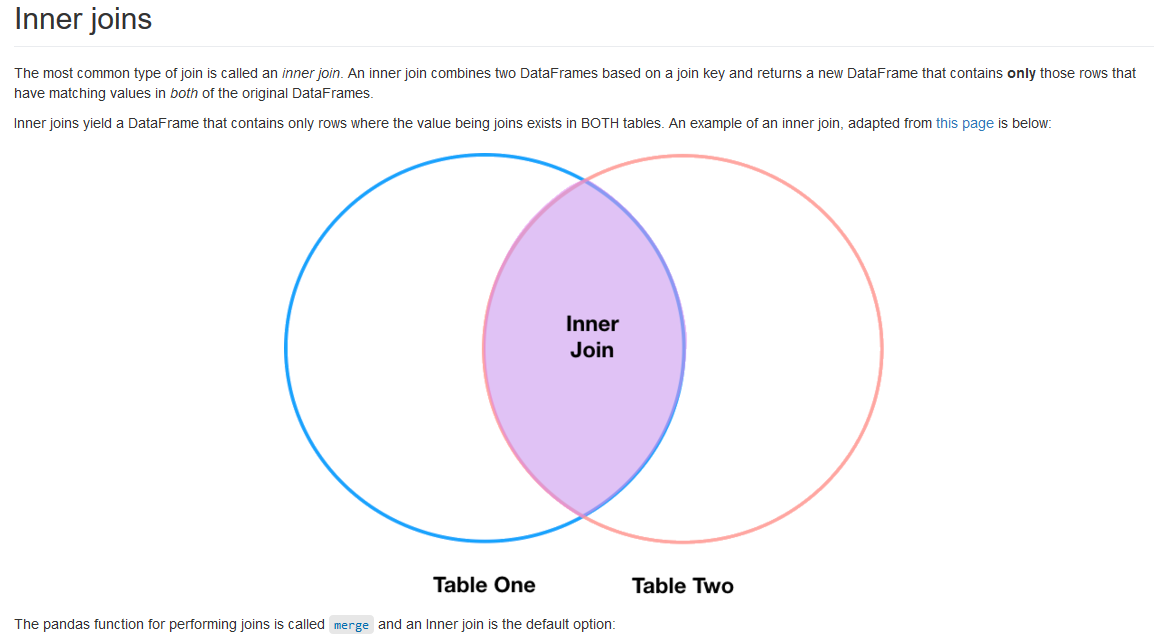 Inner joins
The most common type of join is called an inner join. An inner join combines two DataFrames based on a join key and returns a new DataFrame that contains only those rows that
have matching values in both of the original DataFrames.
Inner joins yield a DataFrame that contains only rows where the value being joins exists in BOTH tables. An example of an inner join, adapted from this page is below:
Inner
Join
Table One
Table Two
The pandas function for performing joins is called merge and an Inner join is the default option: